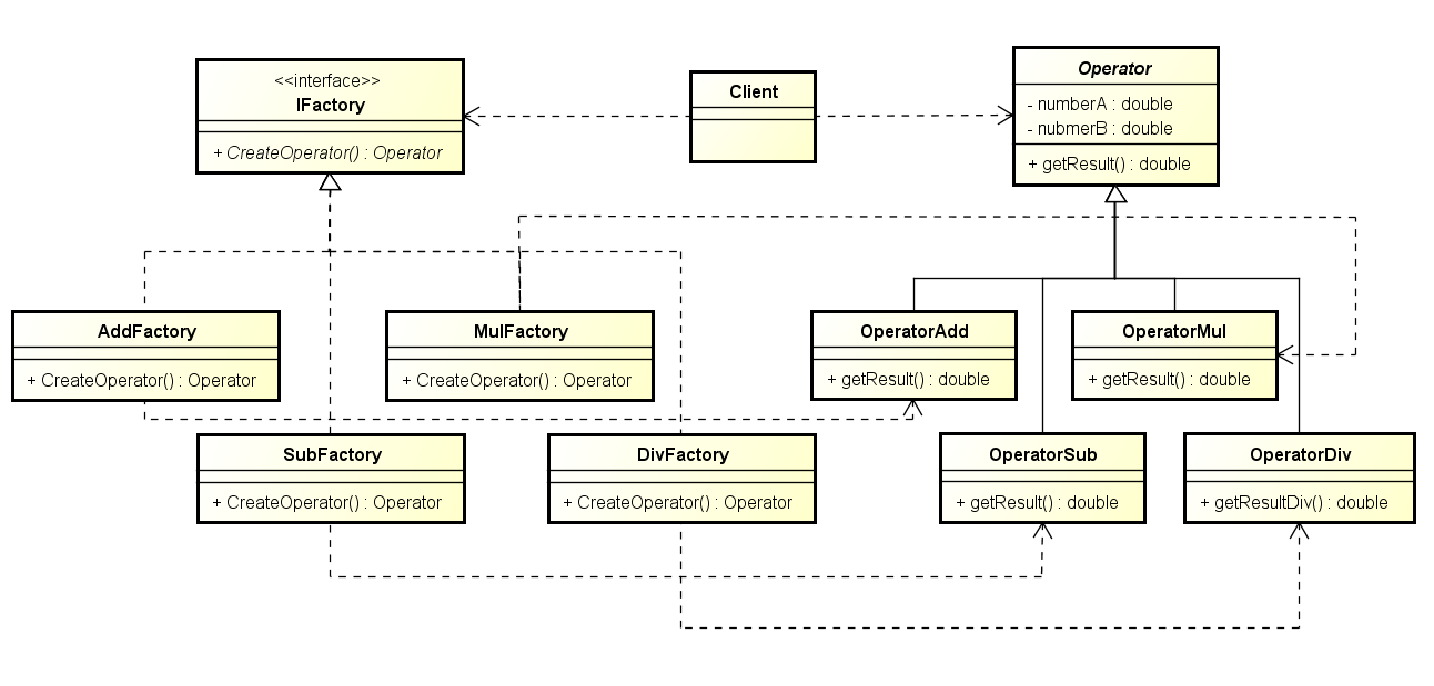 <<interface>>
IFactory
+ CreateOperator() : Operator
Client
Operator
- numberA : double
- nubmerB : double
+ getResult() : double
AddFactory
+ CreateOperator() : Operator
MulFactory
+ CreateOperator() : Operator
OperatorAdd
+ getResult() : double
OperatorMul
+ getResult() : double
SubFactory
+ CreateOperator() : Operator
DivFactory
+ CreateOperator() : Operator
OperatorSub
+ getResult() : double
OperatorDiv
+ getResultDiv() : double